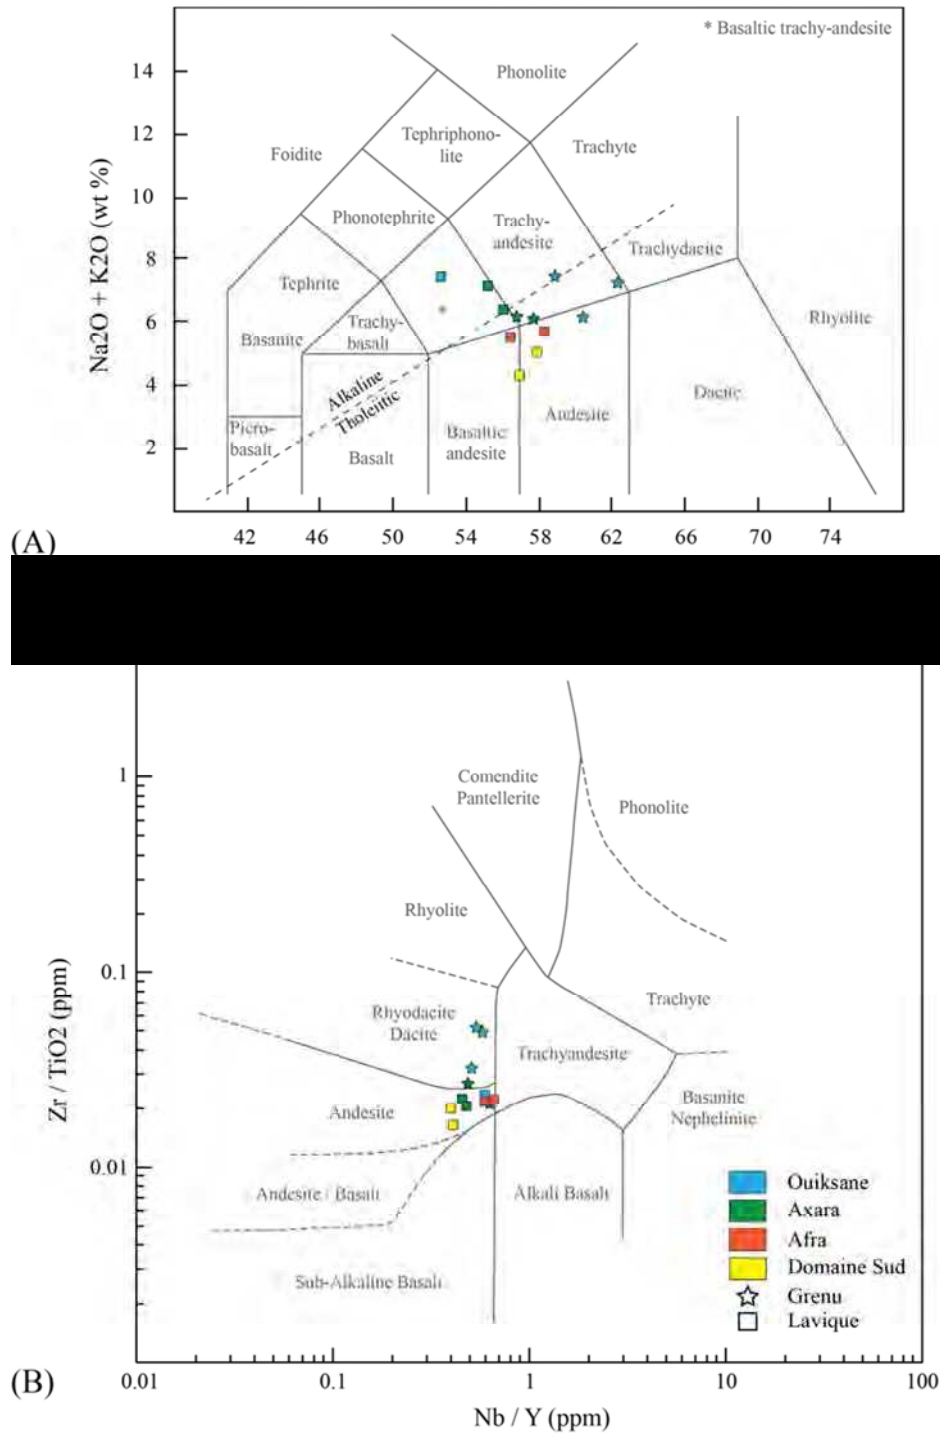 * Basaltic trachy-andesite
14
12
10
8
6
4
2
Na2O + K2O (wt %)
Phonolite
Tephriphono-
lite
Foidite
Trachyte
Phonotephrite
Trachy-
andesite
Trachydacite
Tephrite
*
Trachy-
basalt
Basanite
Rhyolite
Alkaline
Tholeiitic
Dacite
Andesite
Basaltic
andesite
Picro-
basalt
Basalt
42 46 50 54 58 62 66 70 74
(A)
1
0.1
0.01
Zr / TiO2 (ppm)
Comendite
Pantellerite
Phonolite
Rhyolite
Trachyte
Rhyodacite
Dacite
Trachyandesite
Andesite
Basanite
Nephelinite
Andesite / Basalt
Alkali Basalt
Sub-Alkaline Basalt
Ouiksane
Axara
Afra
Domaine Sud
Grenu
Lavique
(B)
0.01 0.1 1 10 100
Nb / Y (ppm)